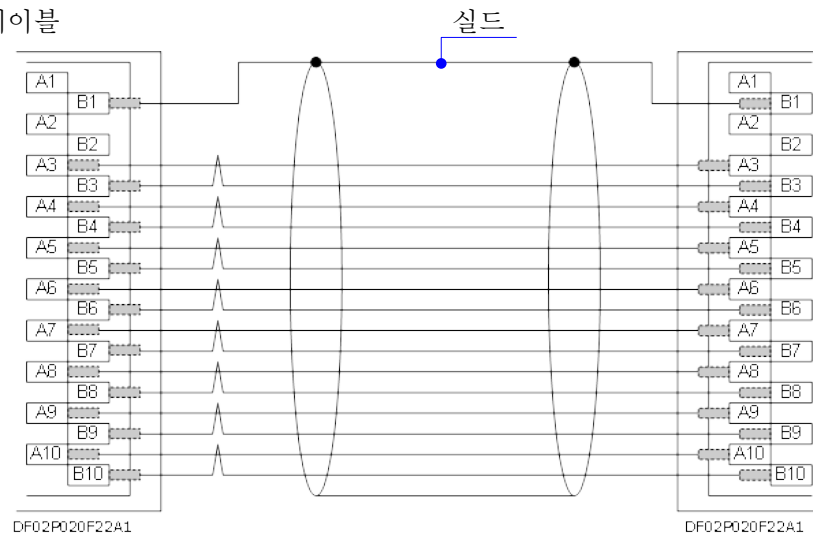 이블
실드
A1 A1
B1 B1
A2 A2
B2 B2
A3 A3
B3 B3
A4 A4
B4 B4
A5 A5
B5 B5
A6 A6
B6 B6
A7 A7
B7 B7
A8 A8
B8 B8
A9 A9
B9 B9
A10 A10
B10 B10
DF02P020F22A1 DF02P020F22A1